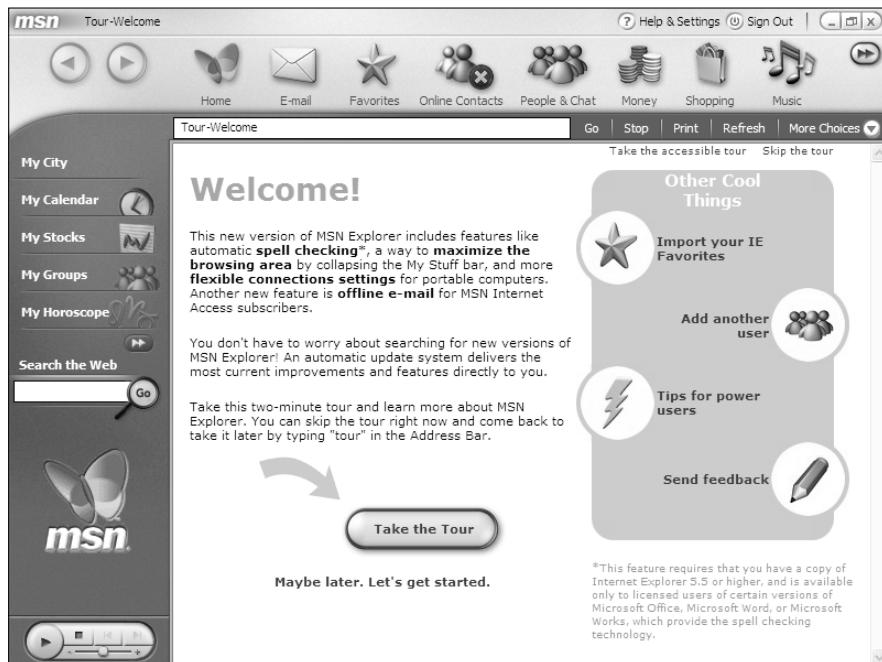 msn Tour-Welcome ? Help & Settings Sign Out
Home E-mail Favorites Online Contacts People & Chat Money Shopping Music
Tour-Welcome Go Stop Print Refresh More Choices
Take the accessible tour Skip the tour
My City
My Calendar
My Stocks
My Groups
My Horoscope
Search the Web
Go
msn
Welcome!
This new version of MSN Explorer includes features like
automatic spell checking*, a way to maximize the
browsing area by collapsing the My Stuff bar, and more
flexible connections settings for portable computers.
Another new feature is offline e-mail for MSN Internet
Access subscribers.
You don't have to worry about searching for new versions of
MSN Explorer! An automatic update system delivers the
most current improvements and features directly to you.
Take this two-minute tour and learn more about MSN
Explorer. You can skip the tour right now and come back to
take it later by typing "tour" in the Address Bar.
Take the Tour
Maybe later. Let's get started.
Other Cool
Things
Import your IE
Favorites
Add another
user
Tips for power
users
Send feedback
*This feature requires that you have a copy of
Internet Explorer 5.5 or higher, and is available
only to licensed users of certain versions of
Microsoft Office, Microsoft Word, or Microsoft
Works, which provide the spell checking
technology.